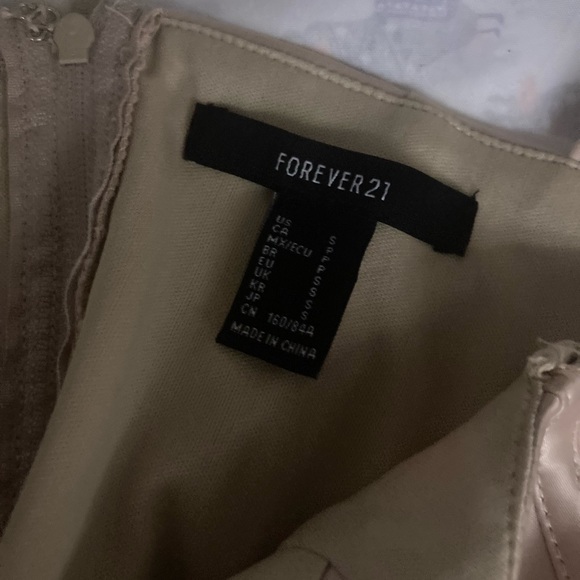 FOREVER 21
US S
CA P
MX/ECU P
BR P
EU S
UK S
KR S
JP S
CN 160/84A
MADE IN CHINA